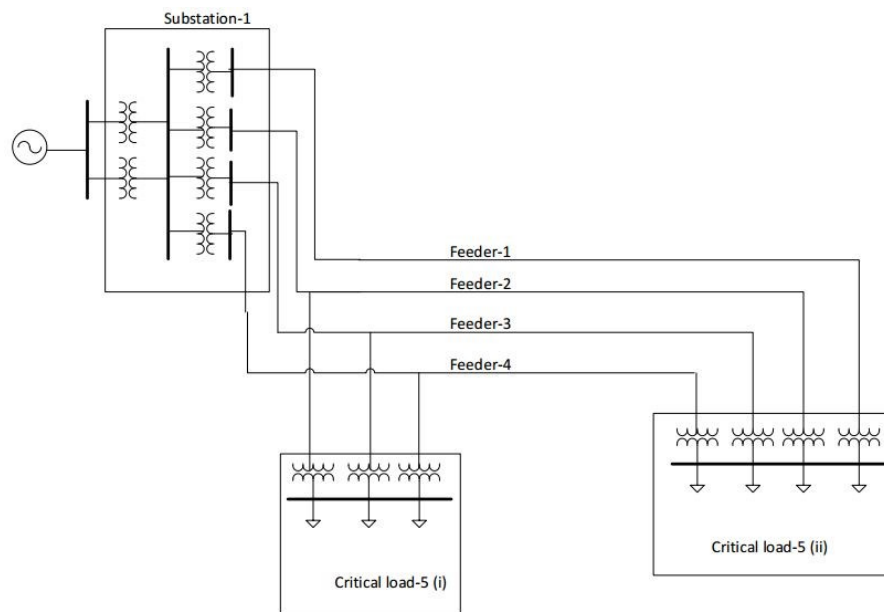 Substation-1
Feeder-1
Feeder-2
Feeder-3
Feeder-4
Critical load-5 (ii)
Critical load-5 (i)